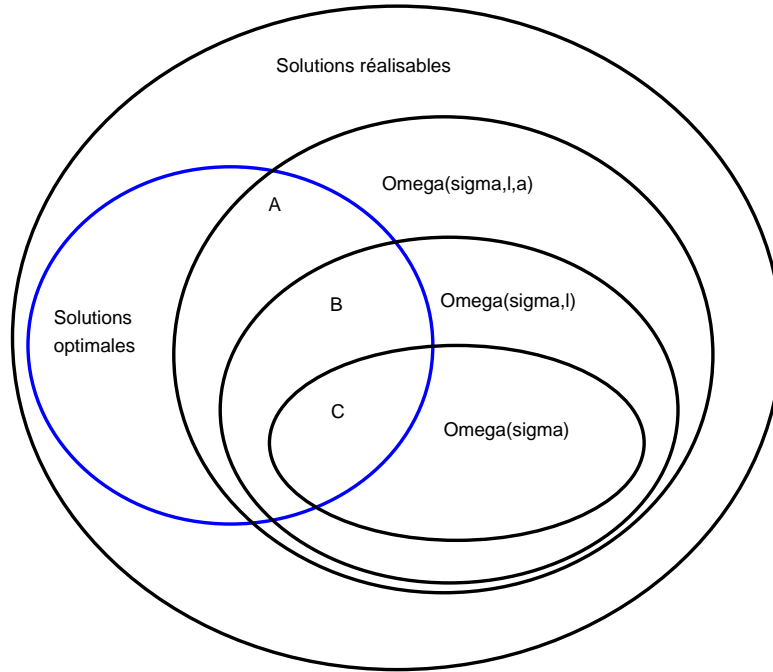 Solutions réalisables
Omega(sigma,l,a)
A
Omega(sigma,l)
B
Solutions
optimales
C
Omega(sigma)